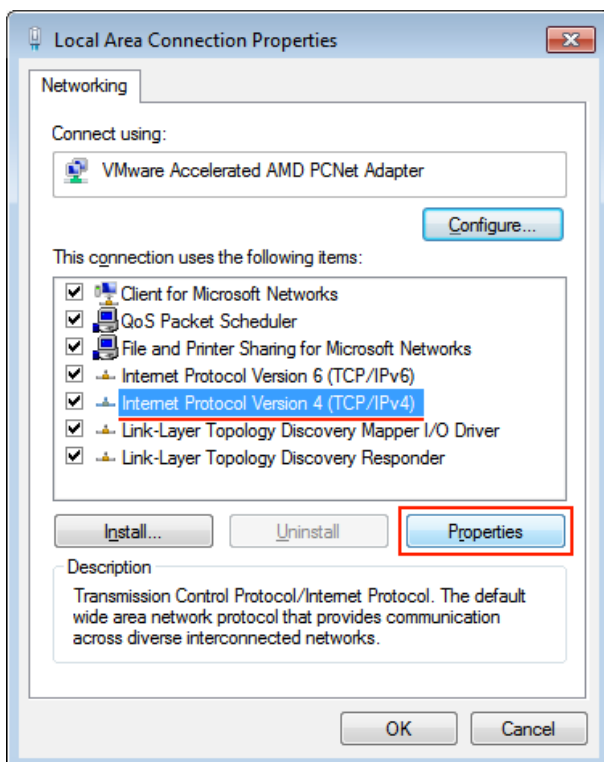 Local Area Connection Properties
Networking
Connect using:
VMware Accelerated AMD PCNet Adapter
Configure...
This connection uses the following items:
Client for Microsoft Networks
QoS Packet Scheduler
File and Printer Sharing for Microsoft Networks
Internet Protocol Version 6 (TCP/IPv6)
Internet Protocol Version 4 (TCP/IPv4)
Link-Layer Topology Discovery Mapper I/O Driver
Link-Layer Topology Discovery Responder
Install... Uninstall Properties
Description
Transmission Control Protocol/Internet Protocol. The default
wide area network protocol that provides communication
across diverse interconnected networks.
OK Cancel